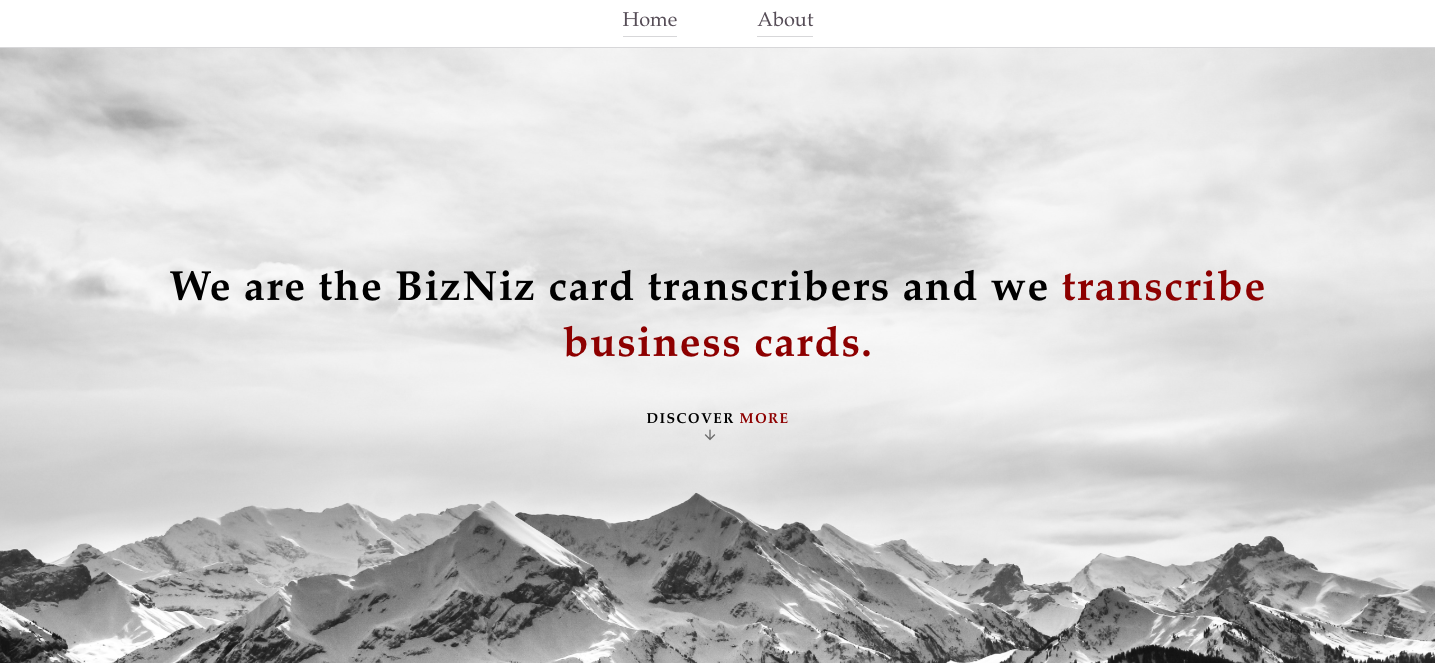 Home About
We are the BizNiz card transcribers and we transcribe
business cards.
DISCOVER MORE